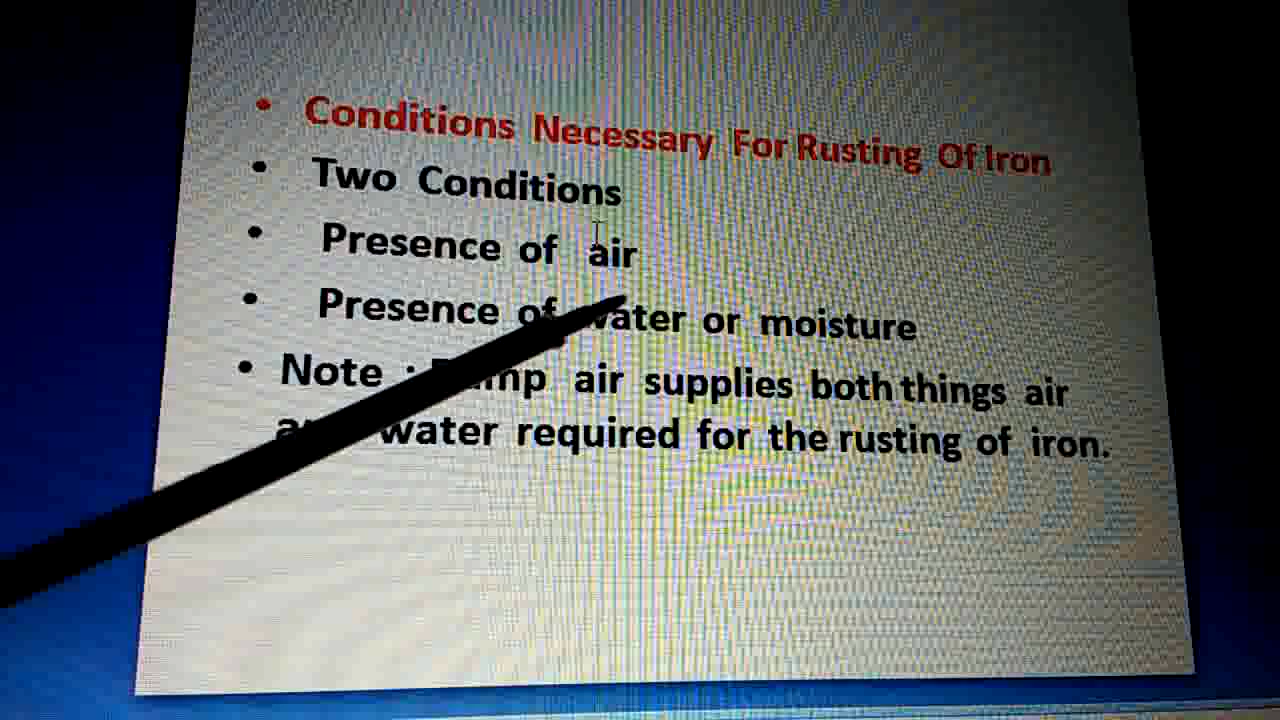 • Conditions Necessary For Rusting Of Iron
• Two Conditions
• Presence of air
• Presence of water or moisture
• Note : air supplies both things air
water required for the rusting of iron.